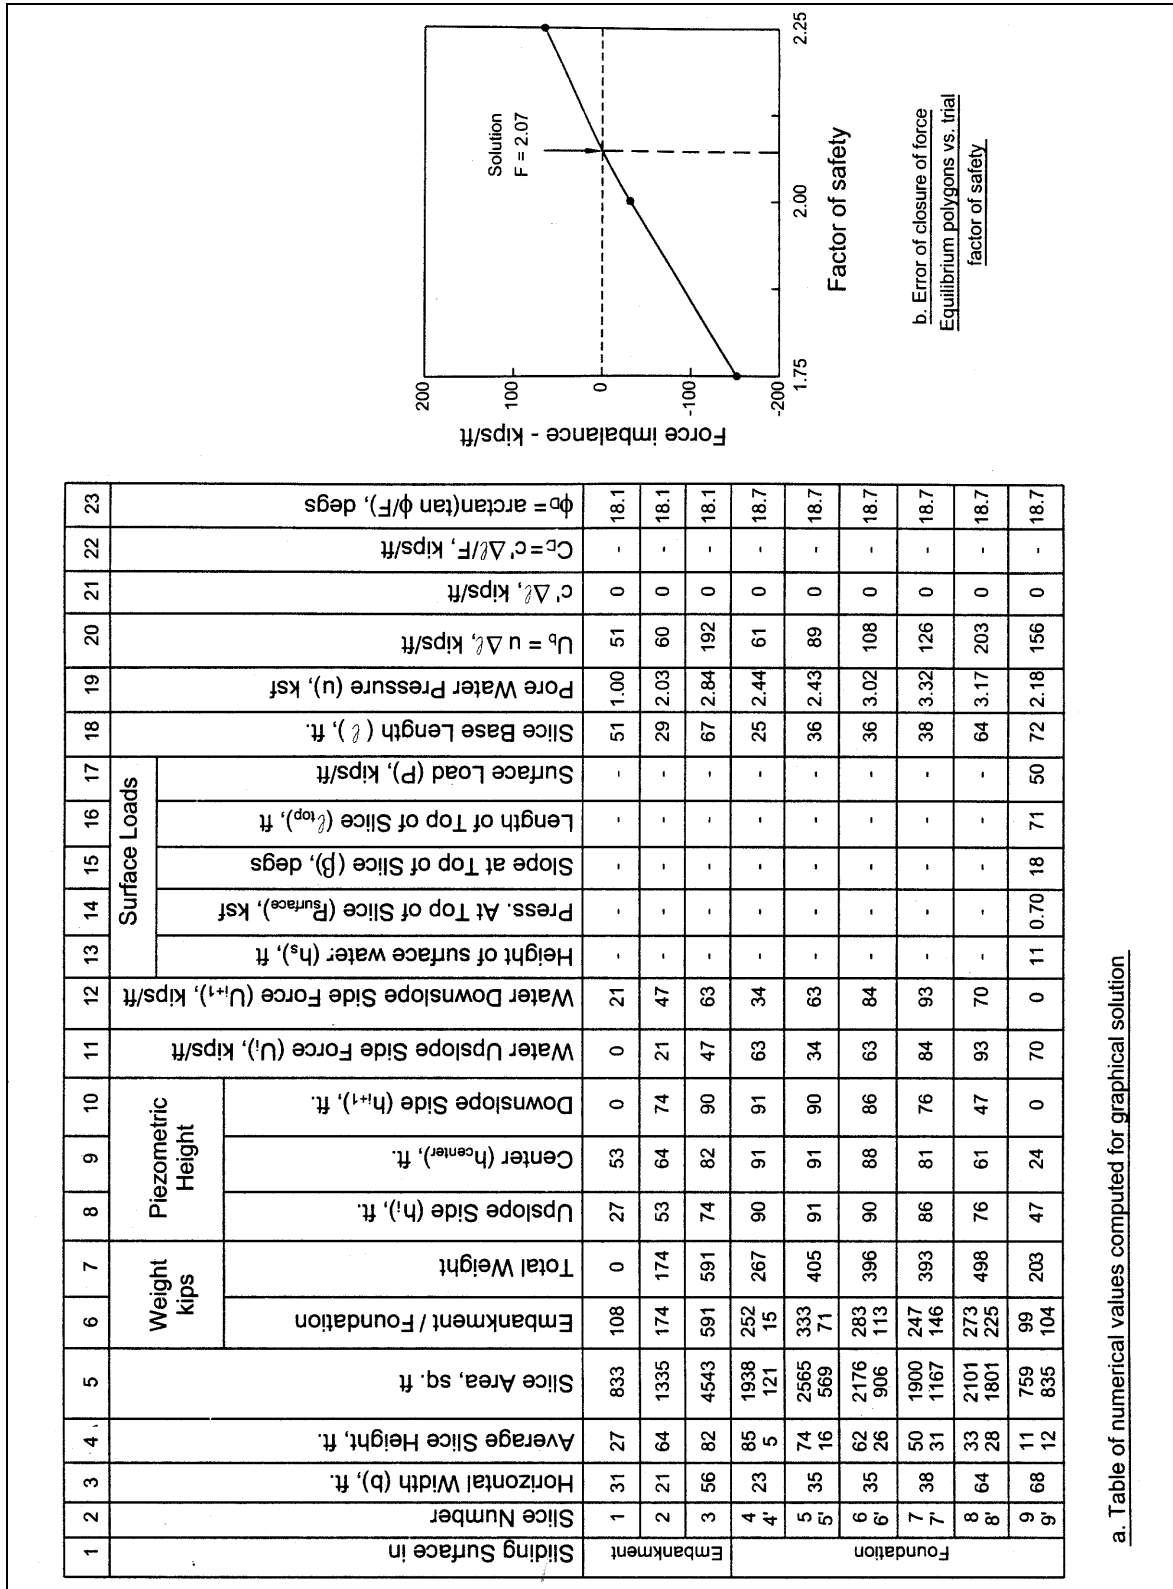 1 2 3 4 5 6 7 8 9 10 11 12 13 14 15 16 17 18 19 20 21 22 23
Sliding Surface in
Slice Number
Horizontal Width (b), ft.
Average Slice Height, ft.
Slice Area, sq. ft
Weight kips
Embankment / Foundation
Total Weight
Piezometric Height
Upslope Side (hᵢ), ft.
Center (h_center), ft.
Downslope Side (hᵢ₊₁), ft.
Water Upslope Side Force (Uᵢ), kips/ft
Water Downslope Side Force (Uᵢ₊₁), kips/ft
Surface Loads
Height of surface water (hₛ), ft
Press. At Top of Slice (P_surface), ksf
Slope at Top of Slice (β), degs
Length of Top of Slice (ℓ_top), ft
Surface Load (P), kips/ft
Slice Base Length (ℓ), ft.
Pore Water Pressure (u), ksf
U_b = u Δℓ, kips/ft
c' Δℓ, kips/ft
C_D=c' Δℓ/F, kips/ft
ϕ_D= arctan(tan ϕ/F), degs
Embankment
1 31 27 833 108 0 27 53 0 0 21 - - - - - 51 1.00 51 0 - 18.1
2 21 64 1335 174 174 53 64 74 21 47 - - - - - 29 2.03 60 0 - 18.1
3 56 82 4543 591 591 74 82 90 47 63 - - - - - 67 2.84 192 0 - 18.1
Foundation
4 23 85 1938 252 267 90 91 91 63 34 - - - - - 25 2.44 61 0 - 18.7
4' 5 121 15
5 35 74 2565 333 405 91 91 90 34 63 - - - - - 36 2.43 89 0 - 18.7
5' 16 569 71
6 35 62 2176 283 396 90 88 86 63 84 - - - - - 36 3.02 108 0 - 18.7
6' 26 906 113
7 38 50 1900 247 393 86 81 76 84 93 - - - - - 38 3.32 126 0 - 18.7
7' 31 1167 146
8 64 33 2101 273 498 76 61 47 93 70 - - - - - 64 3.17 203 0 - 18.7
8' 28 1801 225
9 68 11 759 99 203 47 24 0 70 0 11 0.70 18 71 50 72 2.18 156 0 - 18.7
9' 12 835 104
a. Table of numerical values computed for graphical solution
Force imbalance - kips/ft
200
100
0
-100
-200
Solution
F = 2.07
1.75 2.00 2.25
Factor of safety
b. Error of closure of force
Equilibrium polygons vs. trial
factor of safety